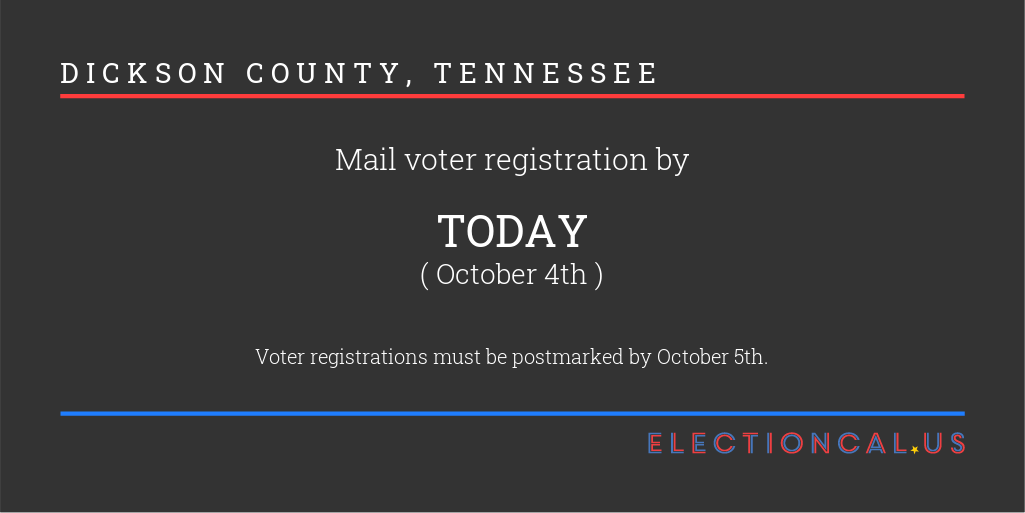 DICKSON COUNTY, TENNESSEE
Mail voter registration by
TODAY
( October 4th )
Voter registrations must be postmarked by October 5th.
ELECTIONCAL.US